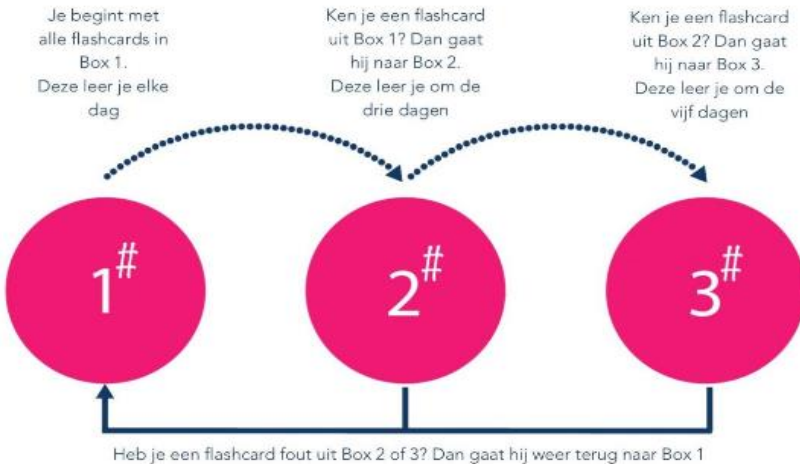 Je begint met
alle flashcards in
Box 1.
Deze leer je elke
dag
Ken je een flashcard
uit Box 1? Dan gaat
hij naar Box 2.
Deze leer je om de
drie dagen
Ken je een flashcard
uit Box 2? Dan gaat
hij naar Box 3.
Deze leer je om de
vijf dagen
1#
2#
3#
Heb je een flashcard fout uit Box 2 of 3? Dan gaat hij weer terug naar Box 1